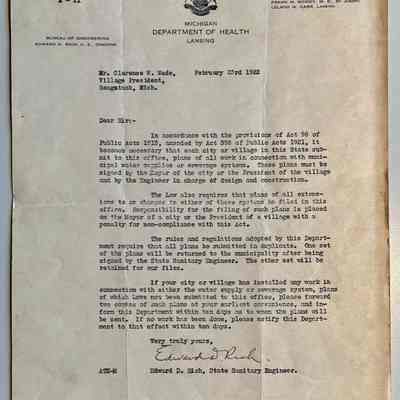 MICHIGAN
DEPARTMENT OF HEALTH
LANSING
BUREAU OF ENGINEERING
EDWARD D. RICH, C. E., DIRECTOR
LANSING
Mr. Clarence W. Wade, February 23rd 1922
Village President,
Saugatuck, Mich.
Dear Sir:-
In accordance with the provisions of Act 98 of
Public Acts 1913, amended by Act 358 of Public Acts 1921, it
becomes necessary that each city or village in this State sub-
mit to this office, plans of all work in connection with muni-
cipal water supplies or sewerage systems. These plans must be
signed by the Mayor of the city or the President of the village
and by the Engineer in charge of design and construction.
The Law also requires that plans of all exten-
sions to or changes in either of these systems be filed in this
office. Responsibility for the filing of such plans is placed
on the Mayor of a city or the President of a village with a
penalty for non-compliance with this Act.
The rules and regulations adopted by this Depart-
ment require that all plans be submitted in duplicate. One set
of the plans will be returned to the municipality after being
signed by the State Sanitary Engineer. The other set will be
retained for our files.
If your city or village has installed any work in
connection with either the water supply or sewerage system, plans
of which have not been submitted to this office, please forward
two copies of such plans at your earliest convenience, and in-
form this Department within ten days as to when the plans will
be sent. If no work has been done, please notify this Depart-
ment to that effect within ten days.
Very truly yours,
Edward D. Rich
Edward D. Rich, State Sanitary Engineer.